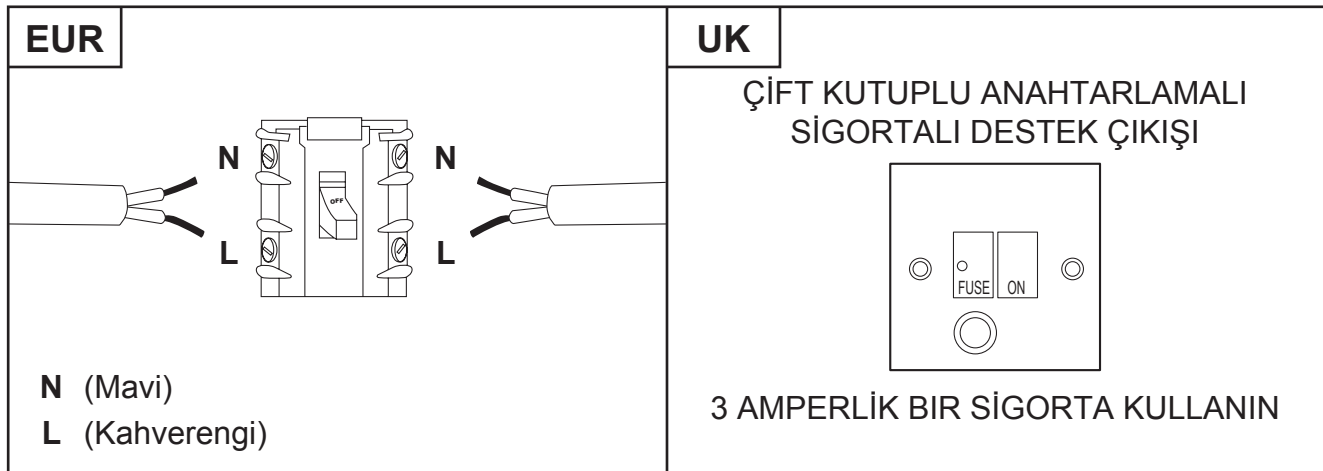 EUR
N
N
OFF
L
L
N (Mavi)
L (Kahverengi)
UK
ÇİFT KUTUPLU ANAHTARLAMALI
SİGORTALI DESTEK ÇIKIŞI
FUSE ON
3 AMPERLİK BIR SİGORTA KULLANIN